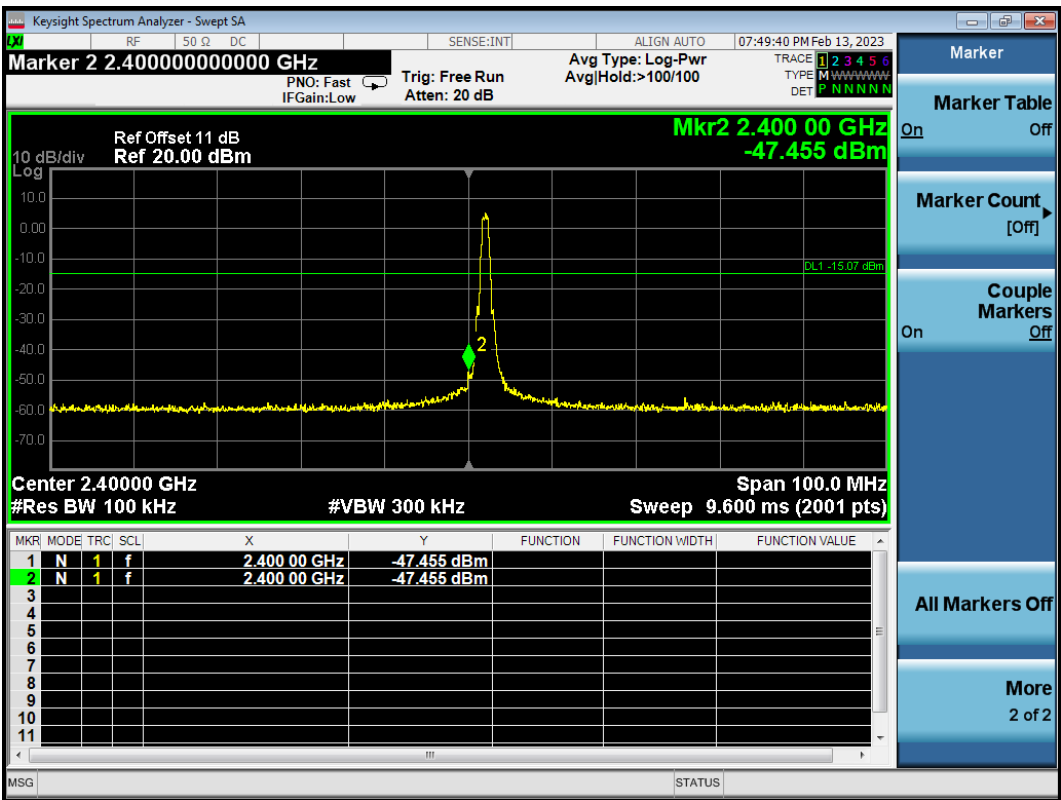 Keysight Spectrum Analyzer - Swept SA
LXI RF 50 Ω DC SENSE:INT ALIGN AUTO 07:49:40 PM Feb 13, 2023
Marker 2 2.400000000000 GHz
PNO: Fast
IFGain:Low
Trig: Free Run
Atten: 20 dB
Avg Type: Log-Pwr
Avg|Hold:>100/100
TRACE 1 2 3 4 5 6
TYPE M W W W W W
DET P N N N N N
Ref Offset 11 dB
10 dB/div Ref 20.00 dBm
Log
Mkr2 2.400 00 GHz
-47.455 dBm
10.0
0.00
-10.0
DL1 -15.07 dBm
-20.0
-30.0
2
-40.0
-50.0
-60.0
-70.0
Center 2.40000 GHz Span 100.0 MHz
#Res BW 100 kHz #VBW 300 kHz Sweep 9.600 ms (2001 pts)
MKR MODE TRC SCL X Y FUNCTION FUNCTION WIDTH FUNCTION VALUE
1 N 1 f 2.400 00 GHz -47.455 dBm
2 N 1 f 2.400 00 GHz -47.455 dBm
3
4
5
6
7
8
9
10
11
MSG STATUS
Marker
Marker Table
On Off
Marker Count
[Off]
Couple
Markers
On Off
All Markers Off
More
2 of 2